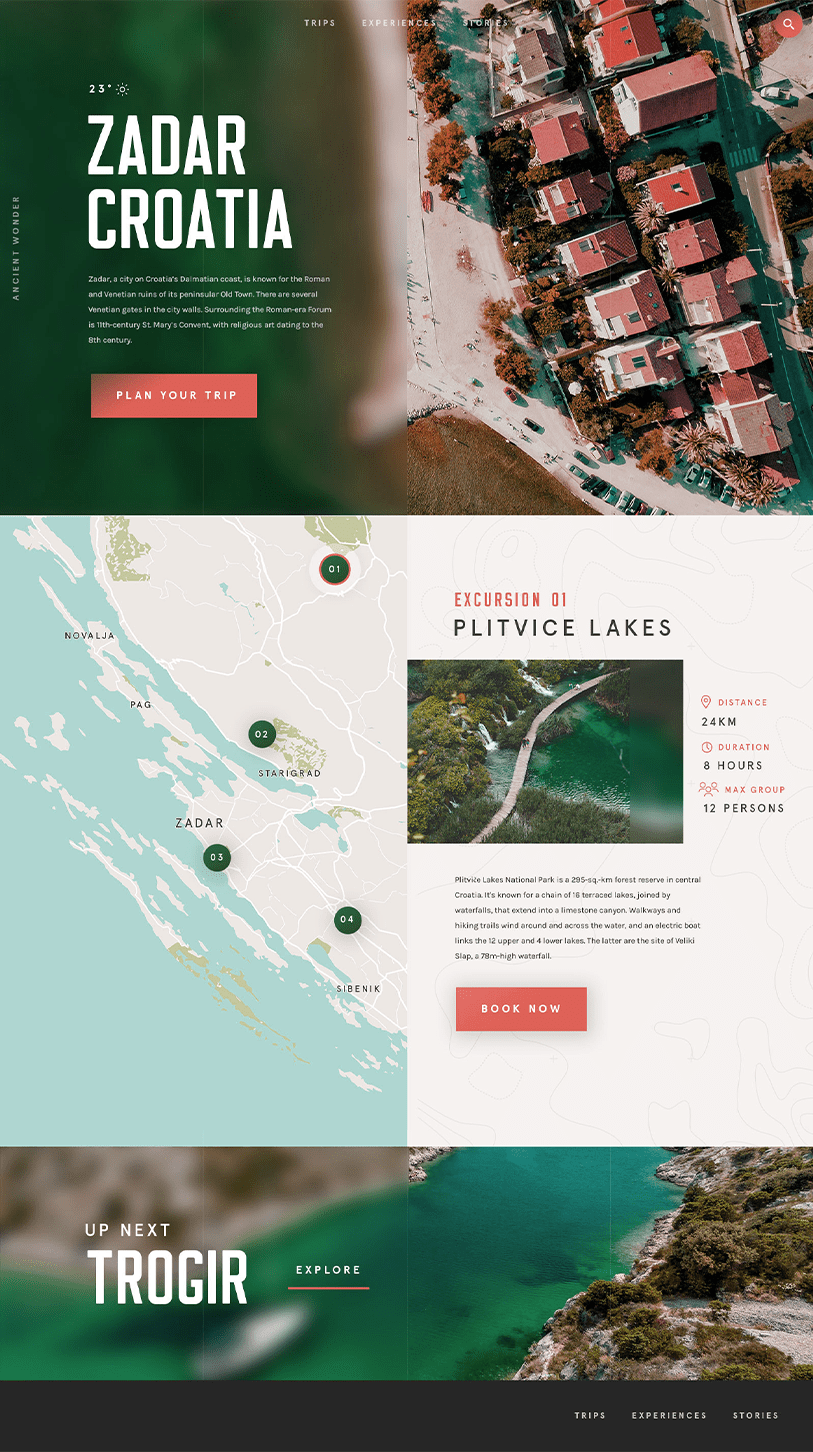 TRIPS EXPERIENCES STORIES
23°
ZADAR
CROATIA
ANCIENT WONDER
Zadar, a city on Croatia's Dalmatian coast, is known for the Roman
and Venetian ruins of its peninsular Old Town. There are several
Venetian gates in the city walls. Surrounding the Roman-era Forum
is 11th-century St. Mary's Convent, with religious art dating to the
8th century.
PLAN YOUR TRIP
01
NOVALJA
PAG
02
STARIGRAD
ZADAR
03
04
SIBENIK
EXCURSION 01
PLITVICE LAKES
DISTANCE
24KM
DURATION
8 HOURS
MAX GROUP
12 PERSONS
Plitvice Lakes National Park is a 295-sq.-km forest reserve in central
Croatia. It's known for a chain of 16 terraced lakes, joined by
waterfalls, that extend into a limestone canyon. Walkways and
hiking trails wind around and across the water, and an electric boat
links the 12 upper and 4 lower lakes. The latter are the site of Veliki
Slap, a 78m-high waterfall.
BOOK NOW
UP NEXT
TROGIR
EXPLORE
TRIPS EXPERIENCES STORIES